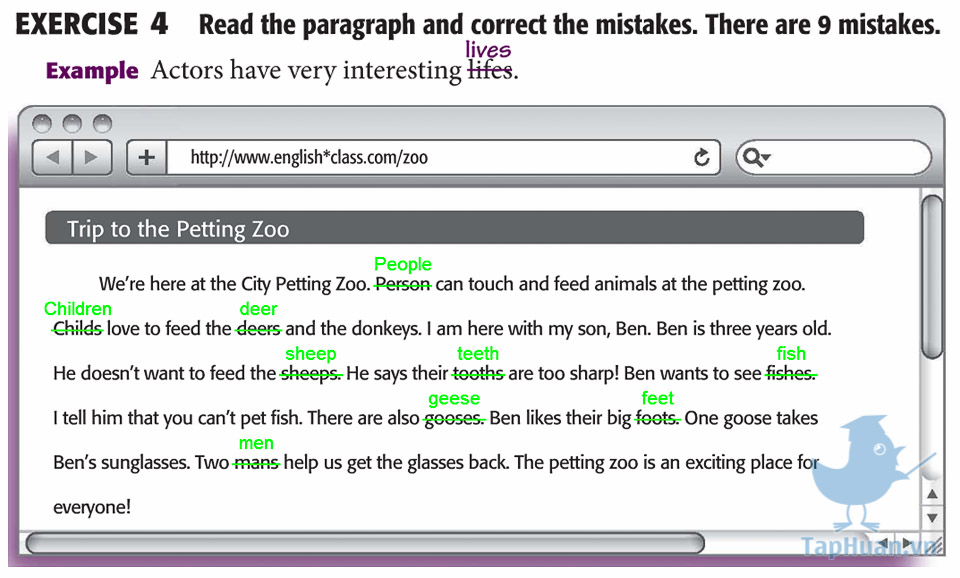 EXERCISE 4 Read the paragraph and correct the mistakes. There are 9 mistakes.
lives
Example Actors have very interesting lifes.
http://www.english*class.com/zoo
Trip to the Petting Zoo
People
We're here at the City Petting Zoo. Person can touch and feed animals at the petting zoo.
Children deer
Childs love to feed the deers and the donkeys. I am here with my son, Ben. Ben is three years old.
sheep teeth fish
He doesn't want to feed the sheeps. He says their tooths are too sharp! Ben wants to see fishes.
geese feet
I tell him that you can't pet fish. There are also gooses. Ben likes their big foots. One goose takes
men
Ben's sunglasses. Two mans help us get the glasses back. The petting zoo is an exciting place for
everyone!
TapHuan.vn